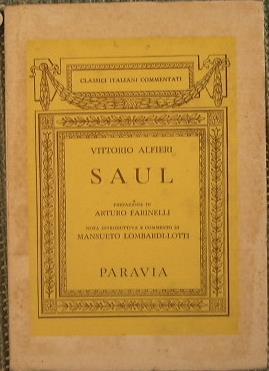 CLASSICI ITALIANI COMMENTATI
VITTORIO ALFIERI
SAUL
PREFAZIONE DI
ARTURO FARINELLI
NOTA INTRODUTTIVA E COMMENTO DI
MANSUETO LOMBARDI-LOTTI
PARAVIA